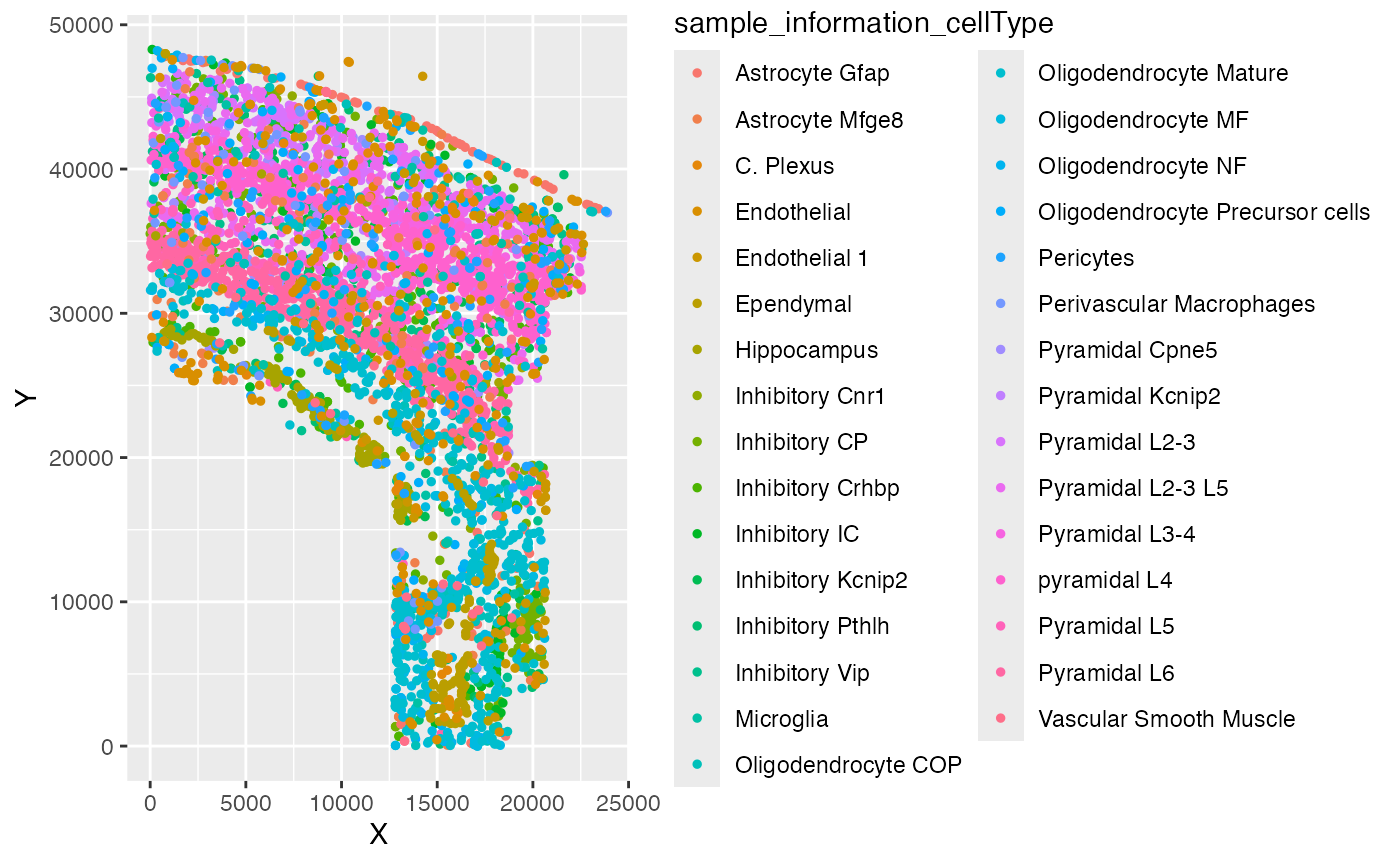 sample_information_cellType
Astrocyte Gfap
Astrocyte Mfge8
C. Plexus
Endothelial
Endothelial 1
Ependymal
Hippocampus
Inhibitory Cnr1
Inhibitory CP
Inhibitory Crhbp
Inhibitory IC
Inhibitory Kcnip2
Inhibitory Pthlh
Inhibitory Vip
Microglia
Oligodendrocyte COP
Oligodendrocyte Mature
Oligodendrocyte MF
Oligodendrocyte NF
Oligodendrocyte Precursor cells
Pericytes
Perivascular Macrophages
Pyramidal Cpne5
Pyramidal Kcnip2
Pyramidal L2-3
Pyramidal L2-3 L5
Pyramidal L3-4
pyramidal L4
Pyramidal L5
Pyramidal L6
Vascular Smooth Muscle
50000
40000
30000
20000
10000
0
Y
0 5000 10000 15000 20000 25000
X